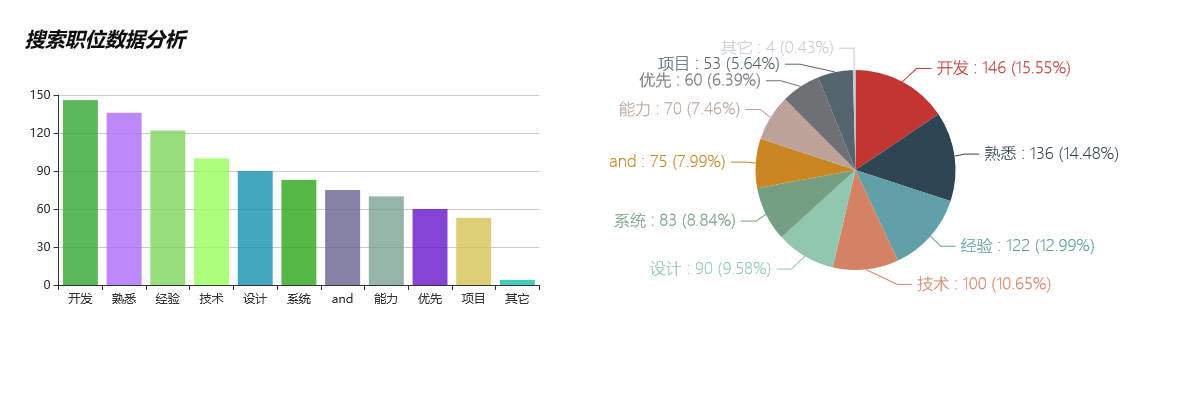 搜索职位数据分析
150
120
90
60
30
0
开发 熟悉 经验 技术 设计 系统 and 能力 优先 项目 其它
其它 : 4 (0.43%)
项目 : 53 (5.64%)
优先 : 60 (6.39%)
能力 : 70 (7.46%)
and : 75 (7.99%)
系统 : 83 (8.84%)
设计 : 90 (9.58%)
开发 : 146 (15.55%)
熟悉 : 136 (14.48%)
经验 : 122 (12.99%)
技术 : 100 (10.65%)